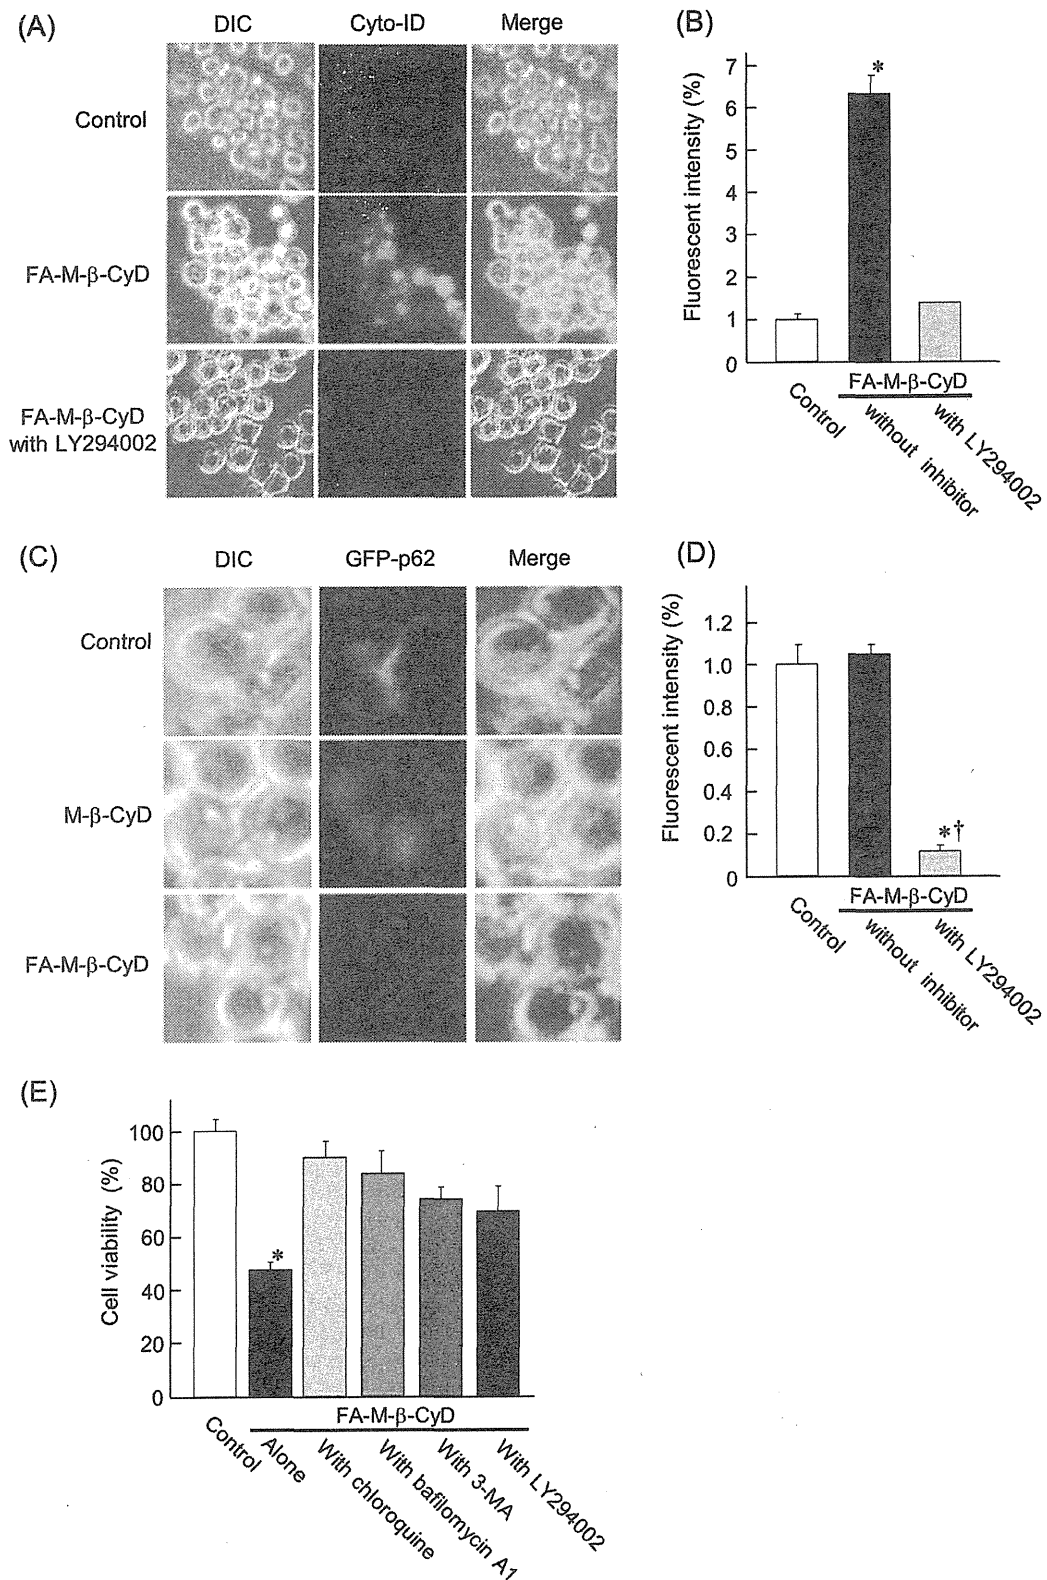 (A)
DIC Cyto-ID Merge
Control
FA-M-β-CyD
FA-M-β-CyD
with LY294002
(B)
Fluorescent intensity (%)
7
6
5
4
3
2
1
0
*
FA-M-β-CyD
Control
without inhibitor
with LY294002
(C)
DIC GFP-p62 Merge
Control
M-β-CyD
FA-M-β-CyD
(D)
Fluorescent intensity (%)
1.2
1.0
0.8
0.6
0.4
0.2
0
*†
FA-M-β-CyD
Control
without inhibitor
with LY294002
(E)
Cell viability (%)
100
80
60
40
20
0
*
FA-M-β-CyD
Control
Alone
With chloroquine
With bafilomycin A1
With 3-MA
With LY294002